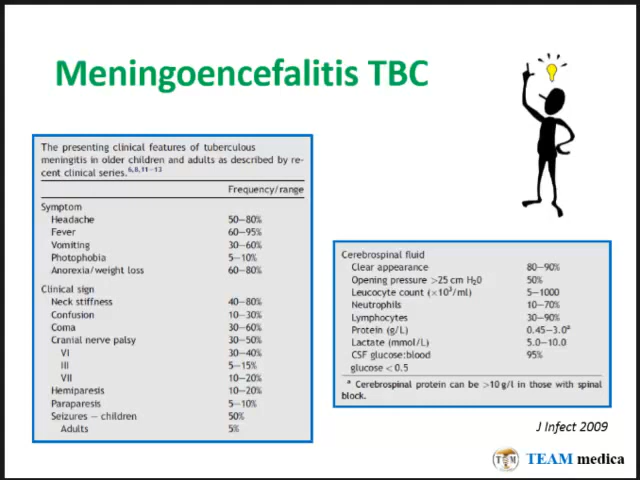 Meningoencefalitis TBC
The presenting clinical features of tuberculous
meningitis in older children and adults as described by re-
cent clinical series.6,8,11–13
Frequency/range
Symptom
Headache 50–80%
Fever 60–95%
Vomiting 30–60%
Photophobia 5–10%
Anorexia/weight loss 60–80%
Clinical sign
Neck stiffness 40–80%
Confusion 10–30%
Coma 30–60%
Cranial nerve palsy 30–50%
VI 30–40%
III 5–15%
VII 10–20%
Hemiparesis 10–20%
Paraparesis 5–10%
Seizures – children 50%
Adults 5%
Cerebrospinal fluid
Clear appearance 80–90%
Opening pressure >25 cm H20 50%
Leucocyte count (×10³/ml) 5–1000
Neutrophils 10–70%
Lymphocytes 30–90%
Protein (g/L) 0.45–3.0ᵃ
Lactate (mmol/L) 5.0–10.0
CSF glucose:blood 95%
glucose <0.5
ᵃ Cerebrospinal protein can be >10 g/l in those with spinal
block.
J Infect 2009
TEAM medica